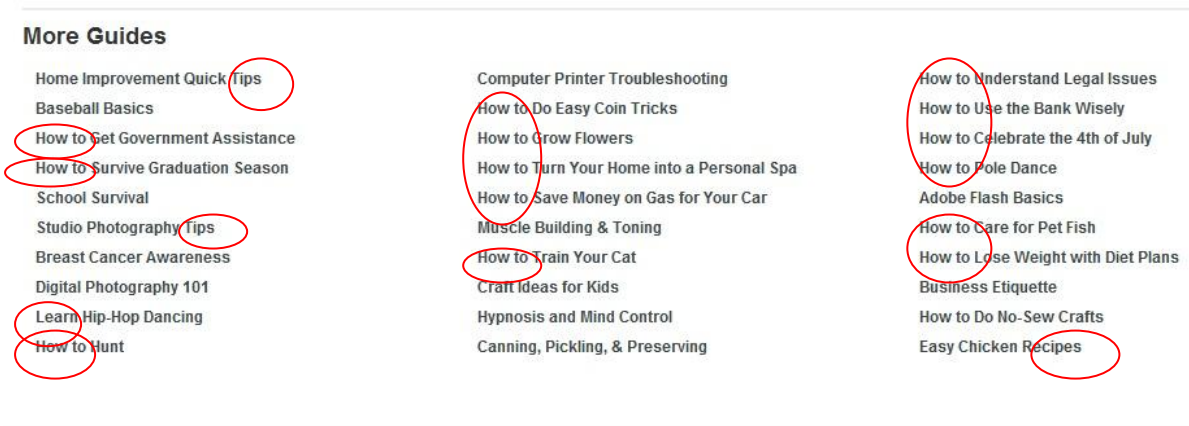 More Guides
Home Improvement Quick Tips
Baseball Basics
How to Get Government Assistance
How to Survive Graduation Season
School Survival
Studio Photography Tips
Breast Cancer Awareness
Digital Photography 101
Learn Hip-Hop Dancing
How to Hunt
Computer Printer Troubleshooting
How to Do Easy Coin Tricks
How to Grow Flowers
How to Turn Your Home into a Personal Spa
How to Save Money on Gas for Your Car
Muscle Building & Toning
How to Train Your Cat
Craft Ideas for Kids
Hypnosis and Mind Control
Canning, Pickling, & Preserving
How to Understand Legal Issues
How to Use the Bank Wisely
How to Celebrate the 4th of July
How to Pole Dance
Adobe Flash Basics
How to Care for Pet Fish
How to Lose Weight with Diet Plans
Business Etiquette
How to Do No-Sew Crafts
Easy Chicken Recipes